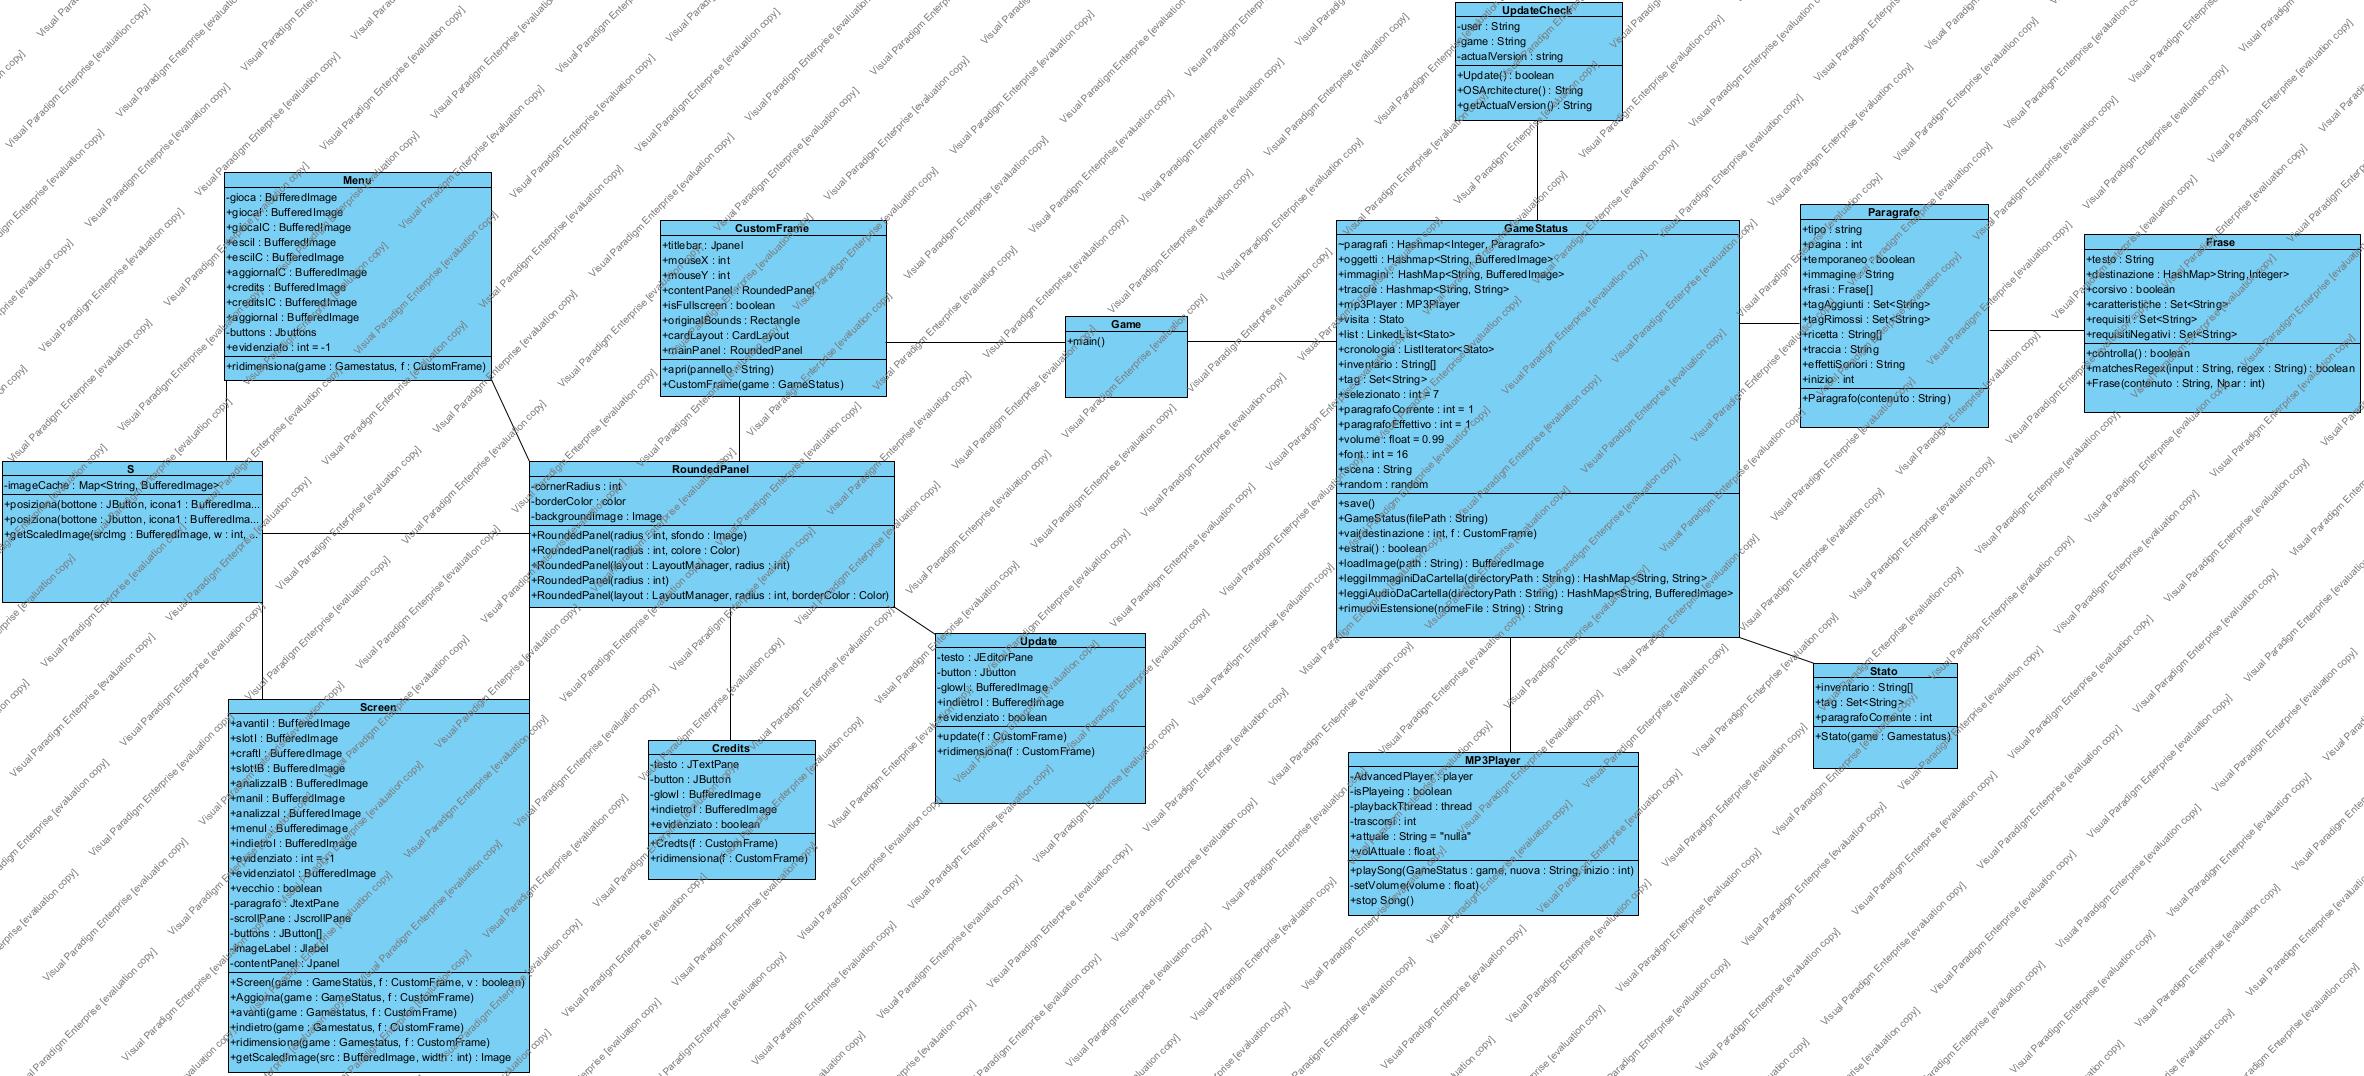 UpdateCheck
-user : String
-game : String
-actualVersion : string
+Update() : boolean
+OSArchitecture() : String
+getActualVersion() : String
Menu
-gioca : BufferedImage
+giocaI : BufferedImage
+giocaIC : BufferedImage
+esciI : BufferedImage
+esciIC : BufferedImage
+aggiornaIC : BufferedImage
+credits : BufferedImage
+creditsIC : BufferedImage
+aggiornaI : BufferedImage
-buttons : Jbuttons
+evidenziato : int = -1
+ridimensiona(game : Gamestatus, f : CustomFrame)
CustomFrame
+titlebar : Jpanel
+mouseX : int
+mouseY : int
+contentPanel : RoundedPanel
+isFullscreen : boolean
+originalBounds : Rectangle
+cardLayout : CardLayout
+mainPanel : RoundedPanel
+apri(pannello : String)
+CustomFrame(game : GameStatus)
Game
+main()
GameStatus
~paragrafi : Hashmap<Integer, Paragrafo>
+oggetti : Hashmap<String, BufferedImage>
+immagini : HashMap<String, BufferedImage>
+traccie : Hashmap<String, String>
+mp3Player : MP3Player
+visita : Stato
+list : LinkedList<Stato>
+cronologia : ListIterator<Stato>
+inventario : String[]
+tag : Set<String>
+selezionato : int = 7
+paragrafoCorrente : int = 1
+paragrafoEffettivo : int = 1
+volume : float = 0.99
+font : int = 16
+scena : String
+random : random
+save()
+GameStatus(filePath : String)
+vai(destinazione : int, f : CustomFrame)
+estrai() : boolean
+loadImage(path : String) : BufferedImage
+leggiImmaginiDaCartella(directoryPath : String) : HashMap<String, String>
+leggiAudioDaCartella(directoryPath : String) : HashMap<String, BufferedImage>
+rimuoviEstensione(nomeFile : String) : String
Paragrafo
+tipo : string
+pagina : int
+temporaneo : boolean
+immagine : String
+frasi : Frase[]
+tagAggiunti : Set<String>
+tagRimossi : Set<String>
+ricetta : String[]
+traccia : String
+effettiSonori : String
+inizio : int
+Paragrafo(contenuto : String)
Frase
+testo : String
+destinazione : HashMap>String,Integer>
+corsivo : boolean
+caratteristiche : Set<String>
+requisiti : Set<String>
+requisitiNegativi : Set<String>
+controlla() : boolean
+matchesRegex(input : String, regex : String) : boolean
+Frase(contenuto : String, Npar : int)
S
-imageCache : Map<String, BufferedImage>
+posiziona(bottone : JButton, icona1 : BufferedIma...
+posiziona(bottone : Jbutton, icona1 : BufferedIma...
+getScaledImage(srcImg : BufferedImage, w : int, ...
RoundedPanel
-cornerRadius : int
-borderColor : color
-backgroundImage : Image
+RoundedPanel(radius : int, sfondo : Image)
+RoundedPanel(radius : int, colore : Color)
+RoundedPanel(layout : LayoutManager, radius : int)
+RoundedPanel(radius : int)
+RoundedPanel(layout : LayoutManager, radius : int, borderColor : Color)
Update
-testo : JEditorPane
-button : Jbutton
-glowI : BufferedImage
+indietroI : BufferedImage
+evidenziato : boolean
+update(f : CustomFrame)
+ridimensiona(f : CustomFrame)
Stato
+inventario : String[]
+tag : Set<String>
+paragrafoCorrente : int
+Stato(game : Gamestatus)
Screen
+avantiI : BufferedImage
+slotI : BufferedImage
+craftI : BufferedImage
+slotIB : BufferedImage
+analizzaIB : BufferedImage
+maniI : BufferedImage
+analizzaI : BufferedImage
+menuI : Bufferedimage
+indietroI : BufferedImage
+evidenziato : int = -1
+evidenziatoI : BufferedImage
+vecchio : boolean
-paragrafo : JtextPane
-scrollPane : JscrollPane
-buttons : JButton[]
-imageLabel : Jlabel
-contentPanel : Jpanel
+Screen(game : GameStatus, f : CustomFrame, v : boolean)
+Aggiorna(game : GameStatus, f : CustomFrame)
+avanti(game : Gamestatus, f : CustomFrame)
+indietro(game : Gamestatus, f : CustomFrame)
+ridimensiona(game : Gamestatus, f : CustomFrame)
+getScaledImage(src : BufferedImage, width : int) : Image
Credits
-testo : JTextPane
-button : JButton
-glowI : BufferedImage
+indietroI : BufferedImage
+evidenziato : boolean
+Credts(f : CustomFrame)
+ridimensiona(f : CustomFrame)
MP3Player
-AdvancedPlayer : player
-isPlayeing : boolean
-playbackThread : thread
-trascorsi : int
+attuale : String = "nulla"
+volAttuale : float
+playSong(GameStatus : game, nuova : String, inizio : int)
-setVolume(volume : float)
+stop Song()
Visual Paradigm Enterprise [evaluation copy]